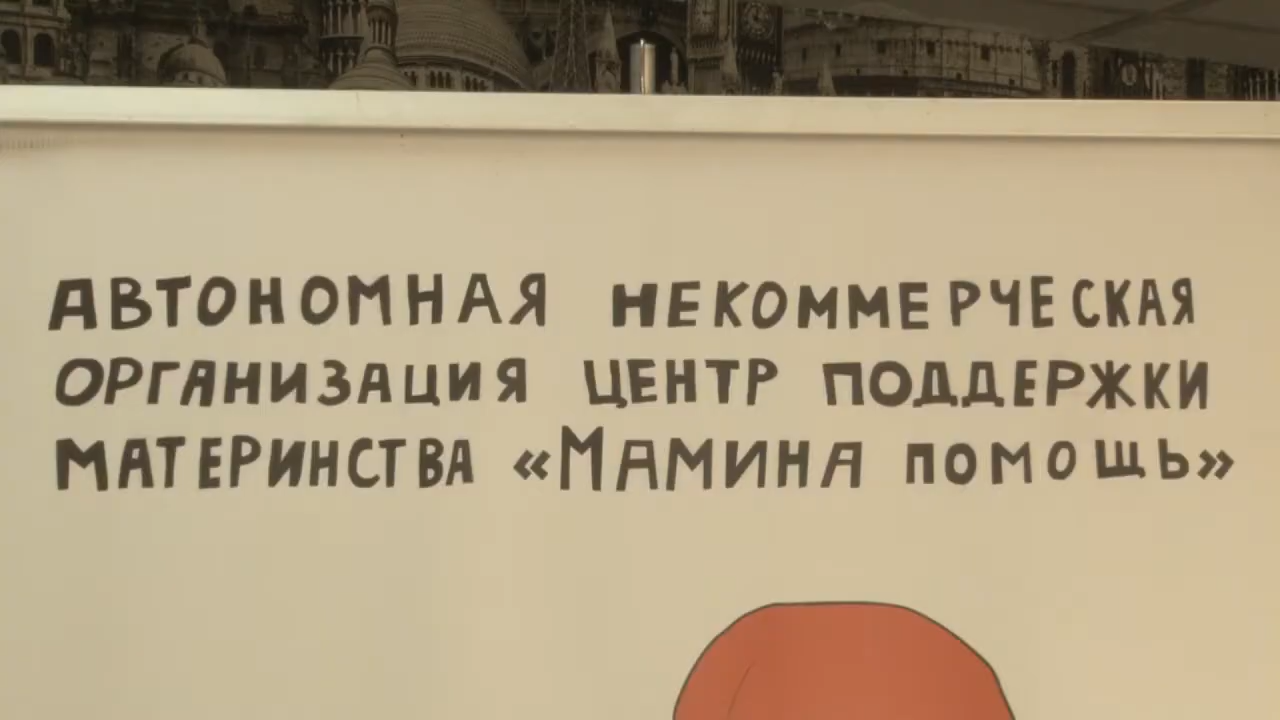 АВТОНОМНАЯ НЕКОММЕРЧЕСКАЯ
ОРГАНИЗАЦИЯ ЦЕНТР ПОДДЕРЖКИ
МАТЕРИНСТВА «МАМИНА ПОМОЩЬ»